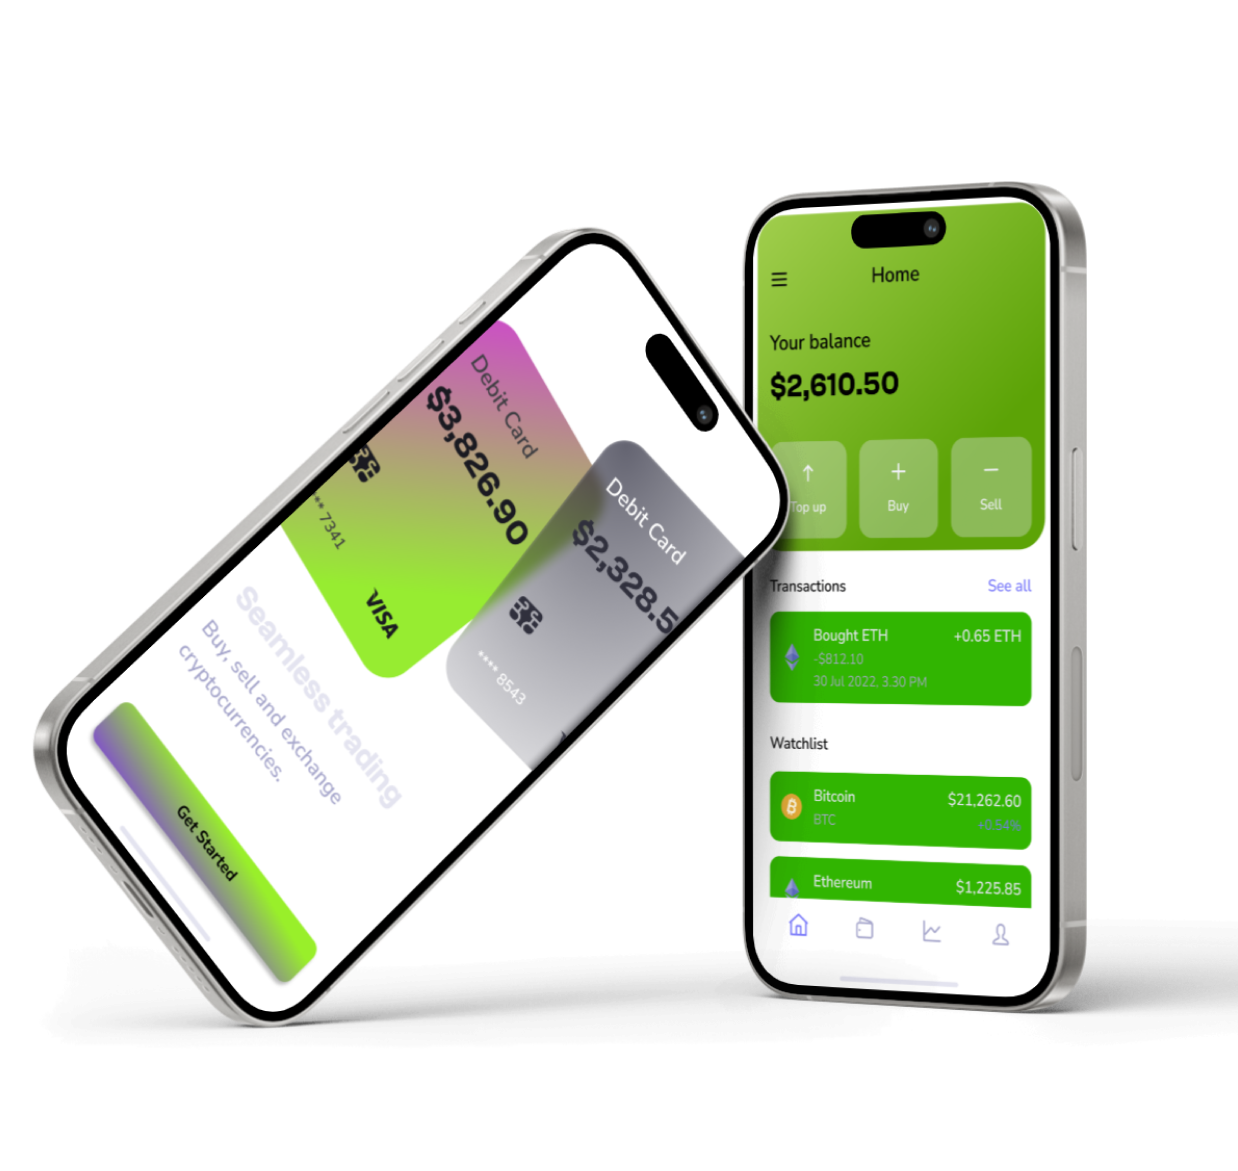 Debit Card
$3,826.90
** 7341
VISA
Debit Card
$2,328.5
**** 8543
Seamless trading
Buy, sell and exchange
cryptocurrencies.
Get Started
Home
Your balance
$2,610.50
Top up
Buy
Sell
Transactions
See all
Bought ETH
+0.65 ETH
-$812.10
30 Jul 2022, 3.30 PM
Watchlist
Bitcoin
$21,262.60
BTC
+0.54%
Ethereum
$1,225.85